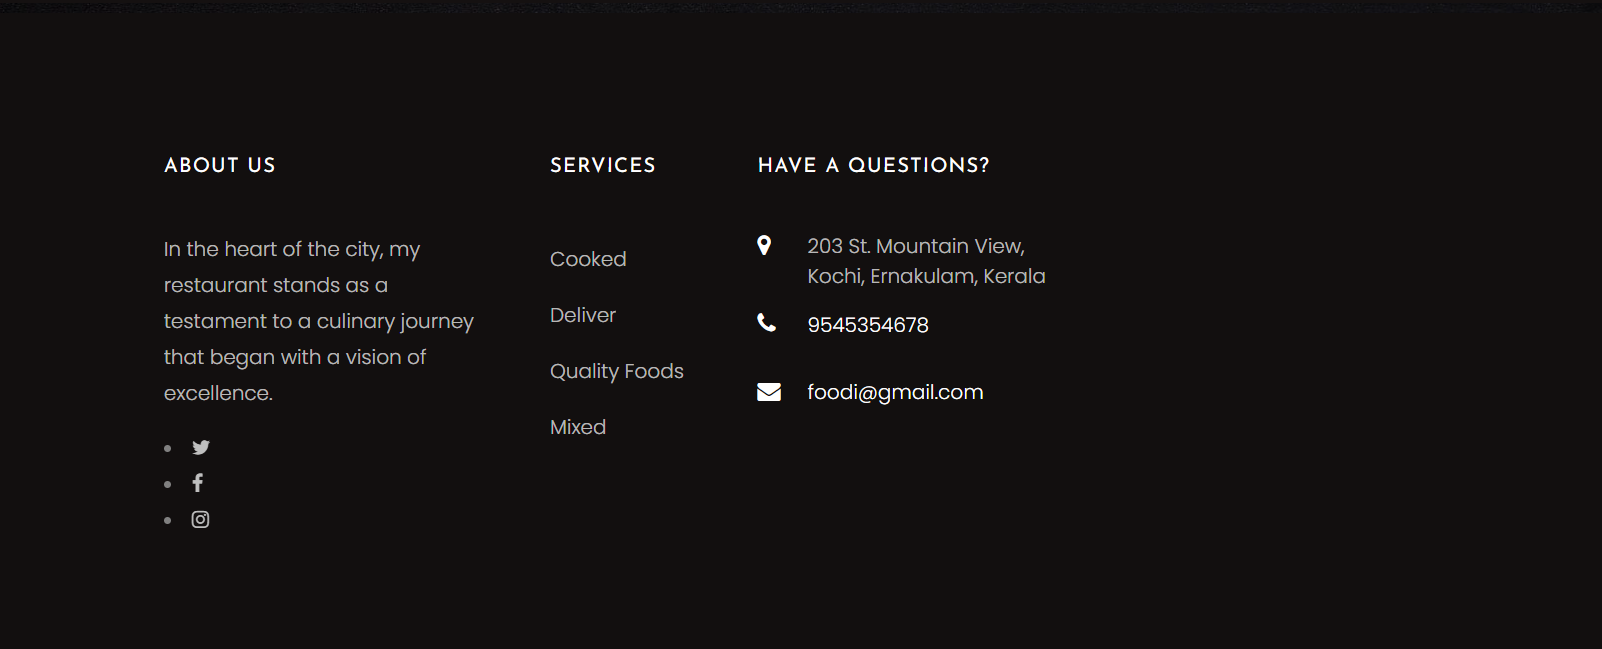 ABOUT US
In the heart of the city, my
restaurant stands as a
testament to a culinary journey
that began with a vision of
excellence.
SERVICES
Cooked
Deliver
Quality Foods
Mixed
HAVE A QUESTIONS?
203 St. Mountain View,
Kochi, Ernakulam, Kerala
9545354678
foodi@gmail.com